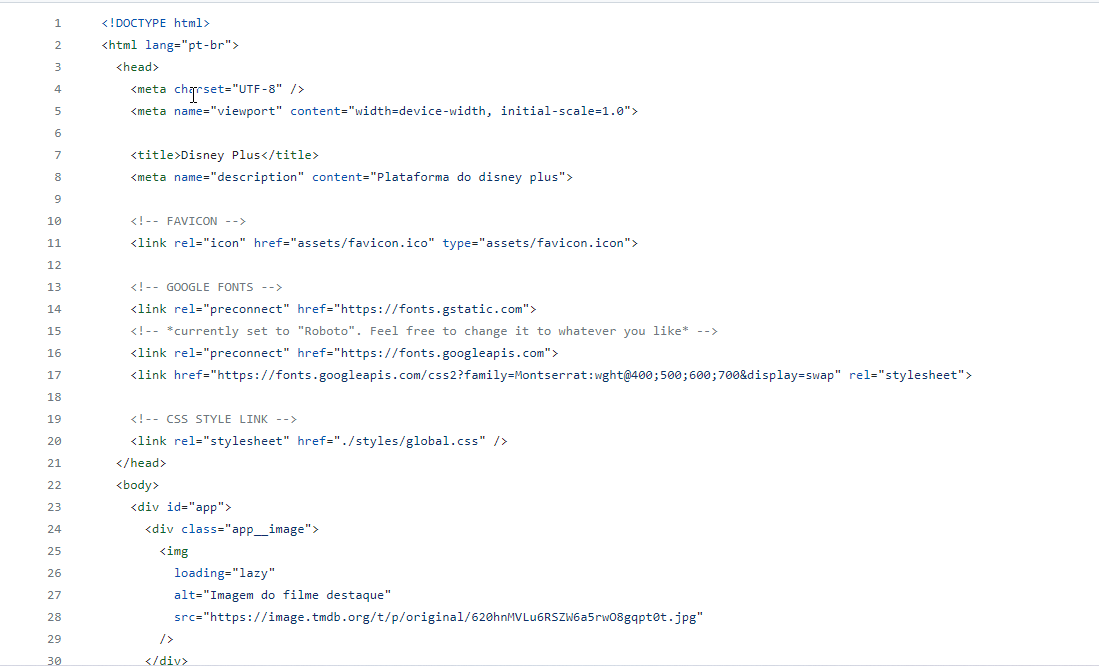 1 <!DOCTYPE html>
2 <html lang="pt-br">
3 <head>
4 <meta charset="UTF-8" />
5 <meta name="viewport" content="width=device-width, initial-scale=1.0">
6
7 <title>Disney Plus</title>
8 <meta name="description" content="Plataforma do disney plus">
9
10 <!-- FAVICON -->
11 <link rel="icon" href="assets/favicon.ico" type="assets/favicon.icon">
12
13 <!-- GOOGLE FONTS -->
14 <link rel="preconnect" href="https://fonts.gstatic.com">
15 <!-- *currently set to "Roboto". Feel free to change it to whatever you like* -->
16 <link rel="preconnect" href="https://fonts.googleapis.com">
17 <link href="https://fonts.googleapis.com/css2?family=Montserrat:wght@400;500;600;700&display=swap" rel="stylesheet">
18
19 <!-- CSS STYLE LINK -->
20 <link rel="stylesheet" href="./styles/global.css" />
21 </head>
22 <body>
23 <div id="app">
24 <div class="app__image">
25 <img
26 loading="lazy"
27 alt="Imagem do filme destaque"
28 src="https://image.tmdb.org/t/p/original/620hnMVLu6RSZW6a5rwO8gqpt0t.jpg"
29 />
30 </div>